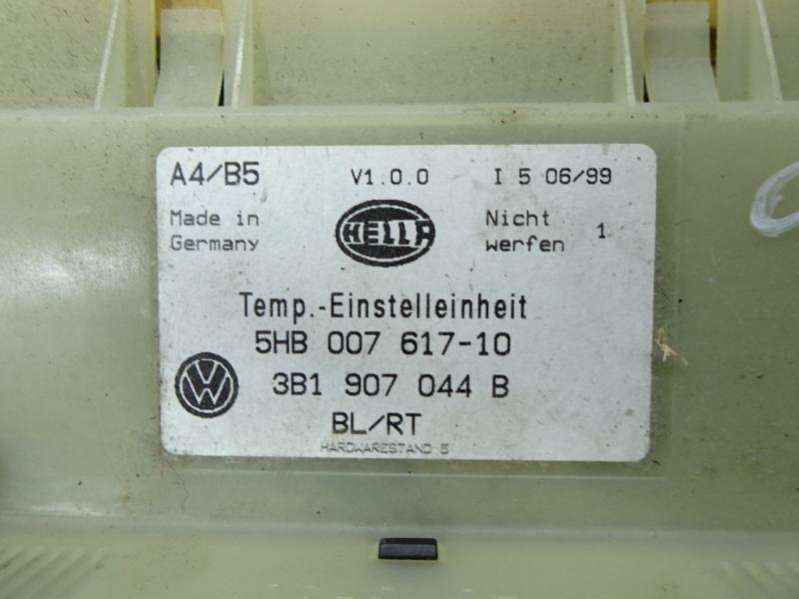 A4/B5 V1.0.0 I 5 06/99
Made in
Germany
HELLA
Nicht
werfen 1
Temp.-Einstelleinheit
5HB 007 617-10
VW 3B1 907 044 B
BL/RT
HARDWARESTAND 5